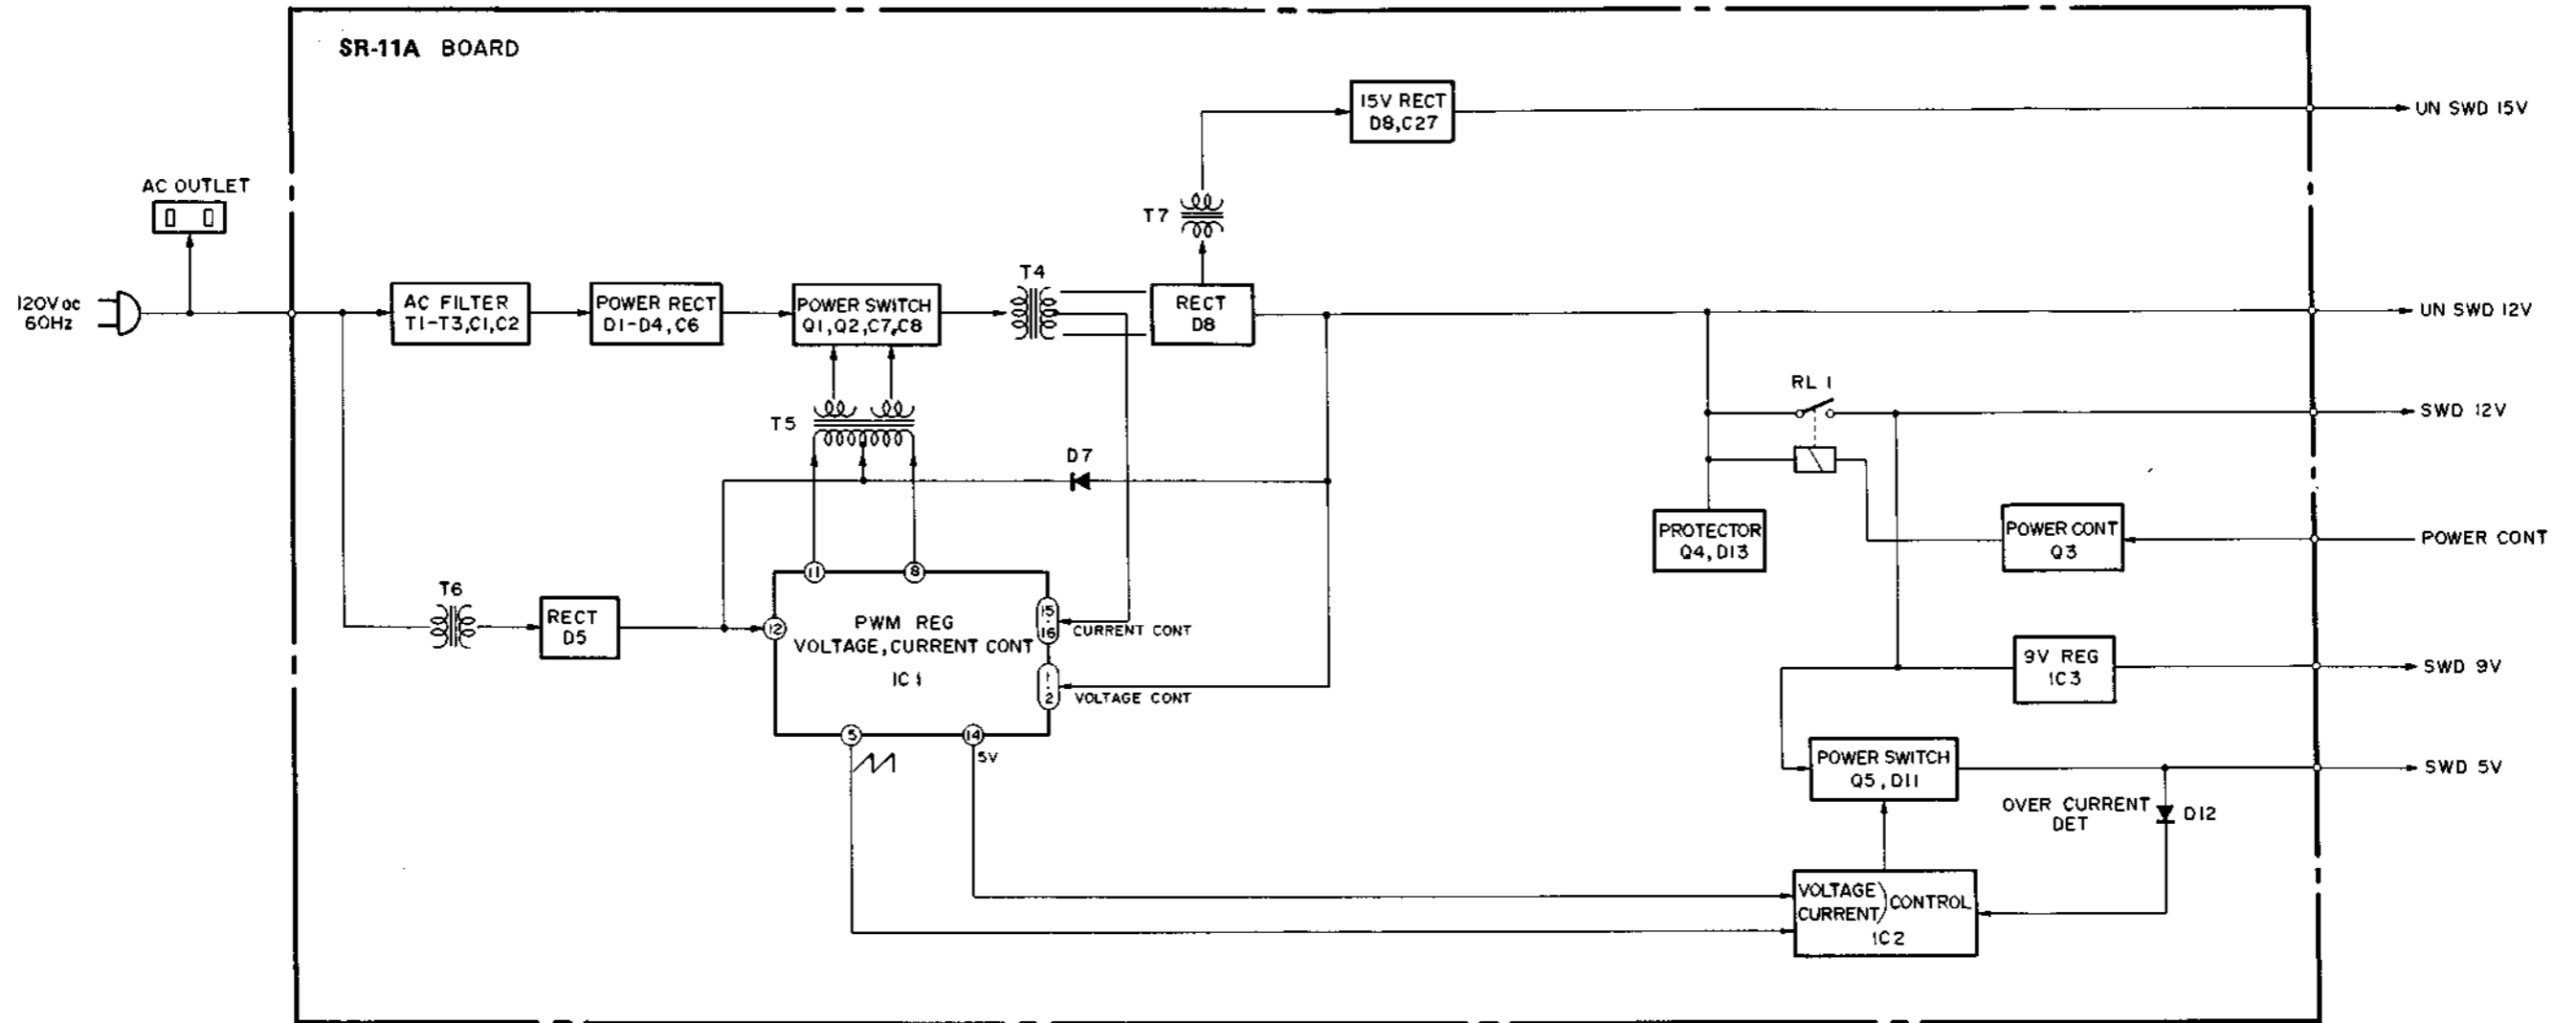 SR-11A BOARD
15V RECT
D8,C27
UN SWD 15V
AC OUTLET
T7
120V ac
60Hz
AC FILTER
T1-T3,C1,C2
POWER RECT
D1-D4,C6
POWER SWITCH
Q1,Q2,C7,C8
T4
RECT
D8
UN SWD 12V
RL 1
SWD 12V
T5
D7
PROTECTOR
Q4,D13
POWER CONT
Q3
POWER CONT
T6
RECT
D5
11
8
12
PWM REG
VOLTAGE,CURRENT CONT
IC1
15
16
CURRENT CONT
1
2
VOLTAGE CONT
5
14
5V
9V REG
IC3
SWD 9V
POWER SWITCH
Q5,D11
SWD 5V
OVER CURRENT
DET
D12
VOLTAGE
CURRENT) CONTROL
IC2